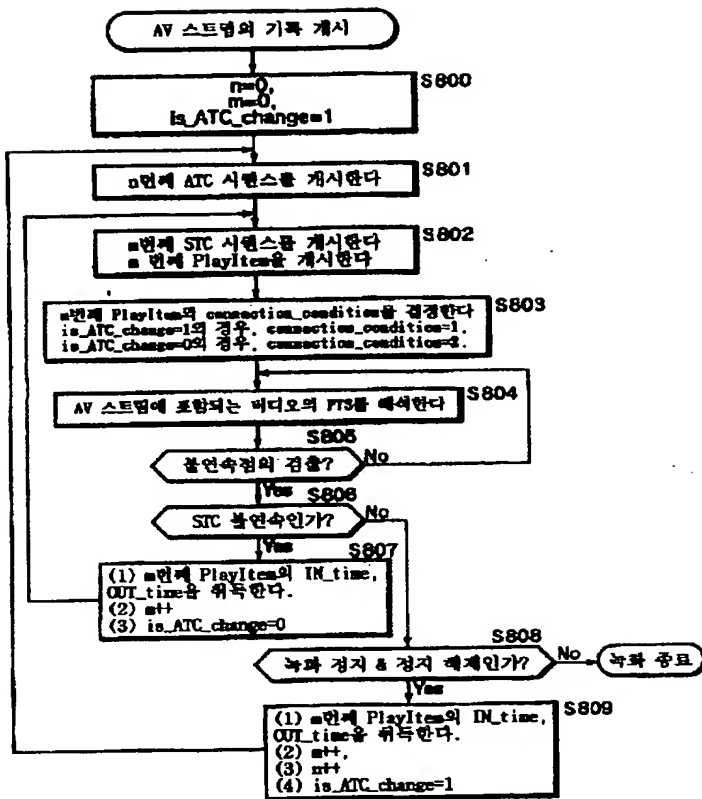 AV 스트림의 기록 개시
n=0,
m=0,
is_ATC_change=1
S800
n번째 ATC 시퀀스를 개시한다
S801
m번째 STC 시퀀스를 개시한다
m 번째 PlayItem을 개시한다
S802
m번째 PlayItem의 connection_condition을 결정한다
is_ATC_change=1의 경우, connection_condition=1.
is_ATC_change=0의 경우, connection_condition=2.
S803
AV 스트림에 포함되는 비디오의 PTS를 해석한다
S804
S805
불연속점의 검출?
No
Yes
S806
STC 불연속인가?
No
Yes
S807
(1) m번째 PlayItem의 IN_time,
OUT_time을 취득한다.
(2) m++
(3) is_ATC_change=0
S808
녹화 정지 & 정지 해제인가?
No
녹화 종료
Yes
S809
(1) m번째 PlayItem의 IN_time,
OUT_time을 취득한다.
(2) m++,
(3) n++
(4) is_ATC_change=1